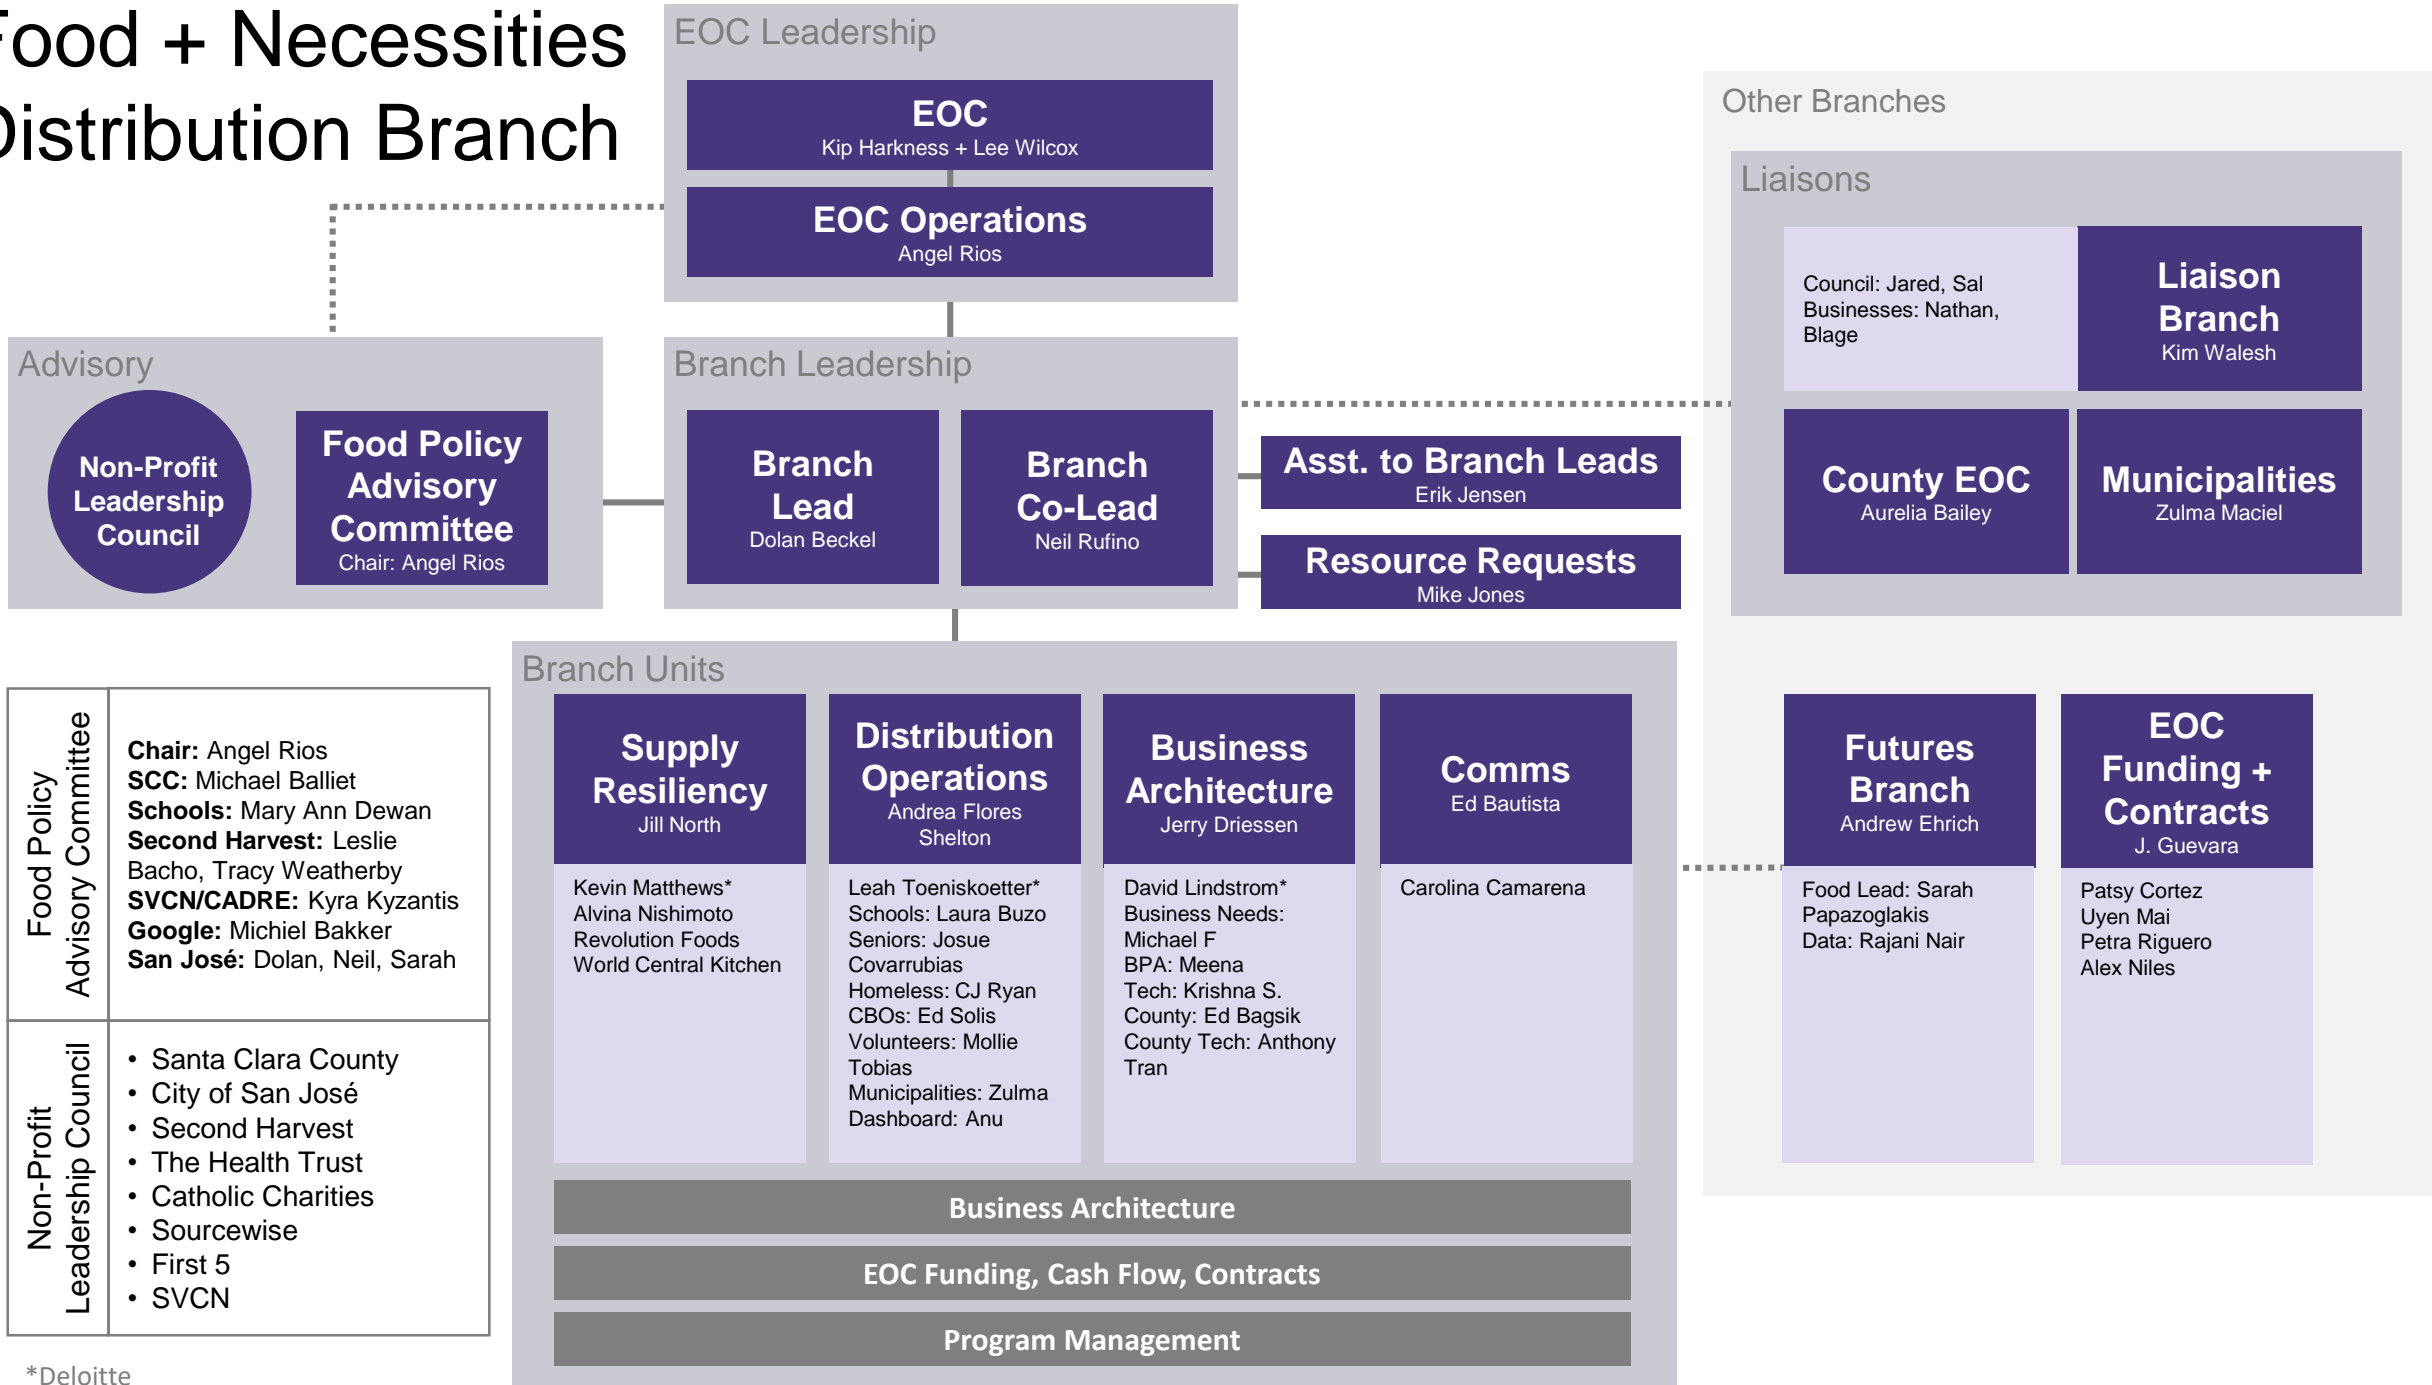 Food + Necessities
Distribution Branch
EOC Leadership
EOC
Kip Harkness + Lee Wilcox
EOC Operations
Angel Rios
Advisory
Non-Profit
Leadership
Council
Food Policy
Advisory
Committee
Chair: Angel Rios
Branch Leadership
Branch
Lead
Dolan Beckel
Branch
Co-Lead
Neil Rufino
Asst. to Branch Leads
Erik Jensen
Resource Requests
Mike Jones
Other Branches
Liaisons
Council: Jared, Sal
Businesses: Nathan,
Blage
Liaison
Branch
Kim Walesh
County EOC
Aurelia Bailey
Municipalities
Zulma Maciel
Food Policy
Advisory Committee
Chair: Angel Rios
SCC: Michael Balliet
Schools: Mary Ann Dewan
Second Harvest: Leslie
Bacho, Tracy Weatherby
SVCN/CADRE: Kyra Kyzantis
Google: Michiel Bakker
San José: Dolan, Neil, Sarah
Non-Profit
Leadership Council
• Santa Clara County
• City of San José
• Second Harvest
• The Health Trust
• Catholic Charities
• Sourcewise
• First 5
• SVCN
*Deloitte
Branch Units
Supply
Resiliency
Jill North
Kevin Matthews*
Alvina Nishimoto
Revolution Foods
World Central Kitchen
Distribution
Operations
Andrea Flores
Shelton
Leah Toeniskoetter*
Schools: Laura Buzo
Seniors: Josue
Covarrubias
Homeless: CJ Ryan
CBOs: Ed Solis
Volunteers: Mollie
Tobias
Municipalities: Zulma
Dashboard: Anu
Business
Architecture
Jerry Driessen
David Lindstrom*
Business Needs:
Michael F
BPA: Meena
Tech: Krishna S.
County: Ed Bagsik
County Tech: Anthony
Tran
Comms
Ed Bautista
Carolina Camarena
Business Architecture
EOC Funding, Cash Flow, Contracts
Program Management
Futures
Branch
Andrew Ehrich
Food Lead: Sarah
Papazoglakis
Data: Rajani Nair
EOC
Funding +
Contracts
J. Guevara
Patsy Cortez
Uyen Mai
Petra Riguero
Alex Niles